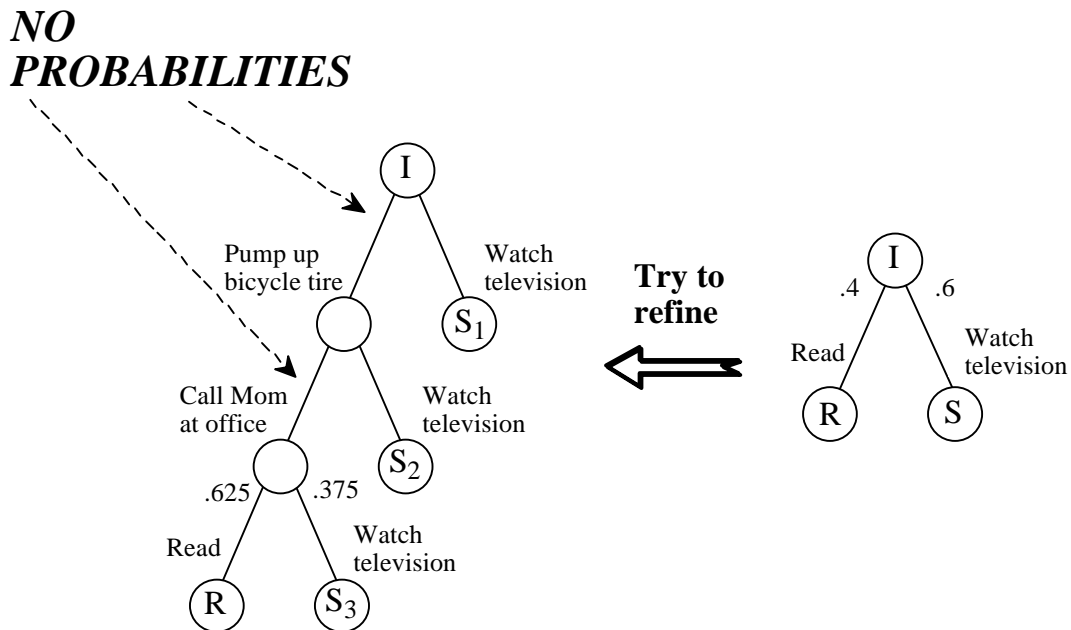 NO
PROBABILITIES
I
Pump up
bicycle tire
Watch
television
S1
Call Mom
at office
Watch
television
S2
.625
.375
Read
Watch
television
R
S3
Try to
refine
I
.4
.6
Read
Watch
television
R
S